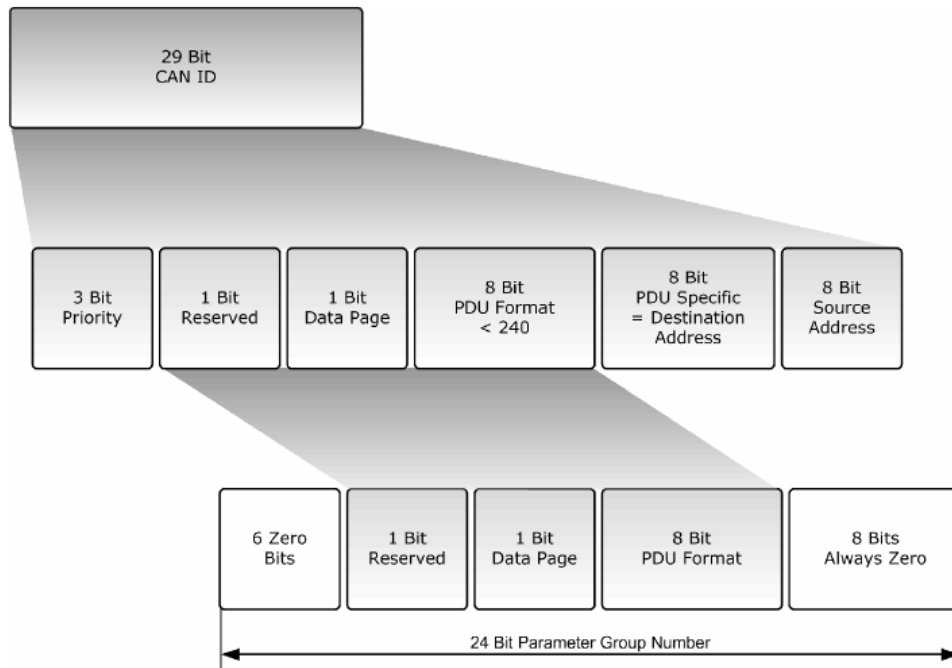 29 Bit
CAN ID
3 Bit
Priority
1 Bit
Reserved
1 Bit
Data Page
8 Bit
PDU Format
< 240
8 Bit
PDU Specific
= Destination
Address
8 Bit
Source
Address
6 Zero
Bits
1 Bit
Reserved
1 Bit
Data Page
8 Bit
PDU Format
8 Bits
Always Zero
24 Bit Parameter Group Number